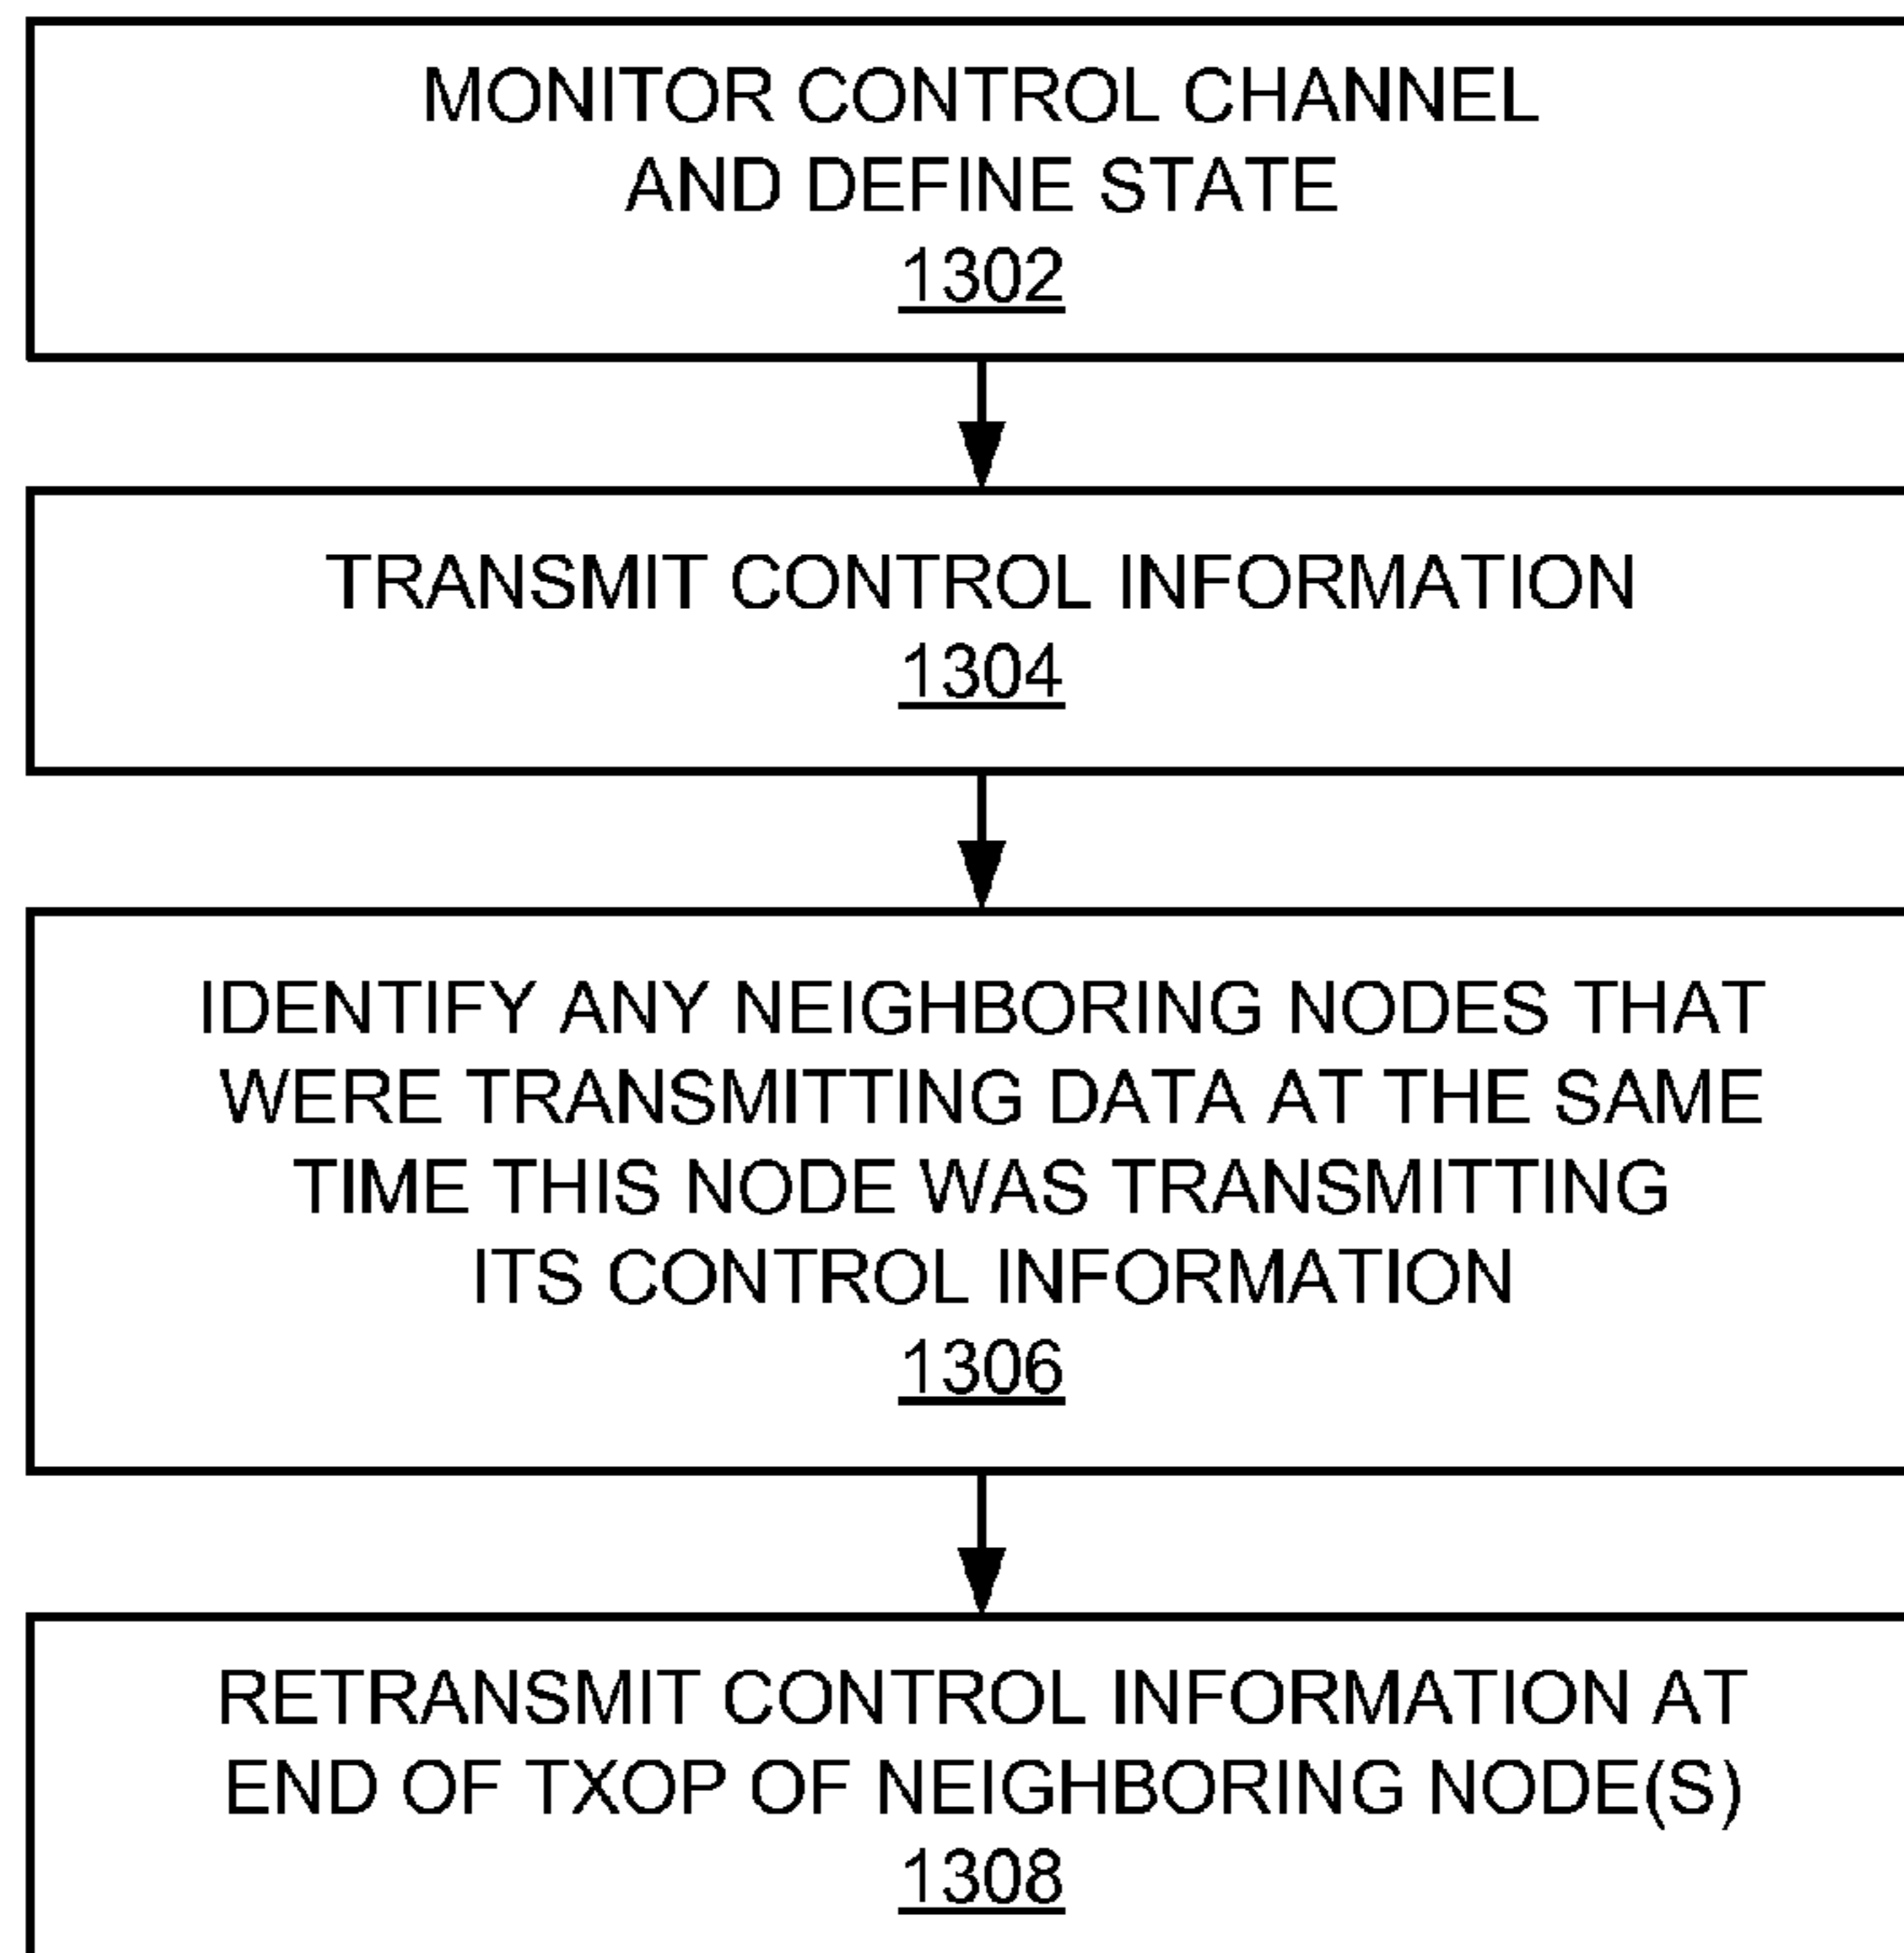 MONITOR CONTROL CHANNEL
AND DEFINE STATE
1302
TRANSMIT CONTROL INFORMATION
1304
IDENTIFY ANY NEIGHBORING NODES THAT
WERE TRANSMITTING DATA AT THE SAME
TIME THIS NODE WAS TRANSMITTING
ITS CONTROL INFORMATION
1306
RETRANSMIT CONTROL INFORMATION AT
END OF TXOP OF NEIGHBORING NODE(S)
1308